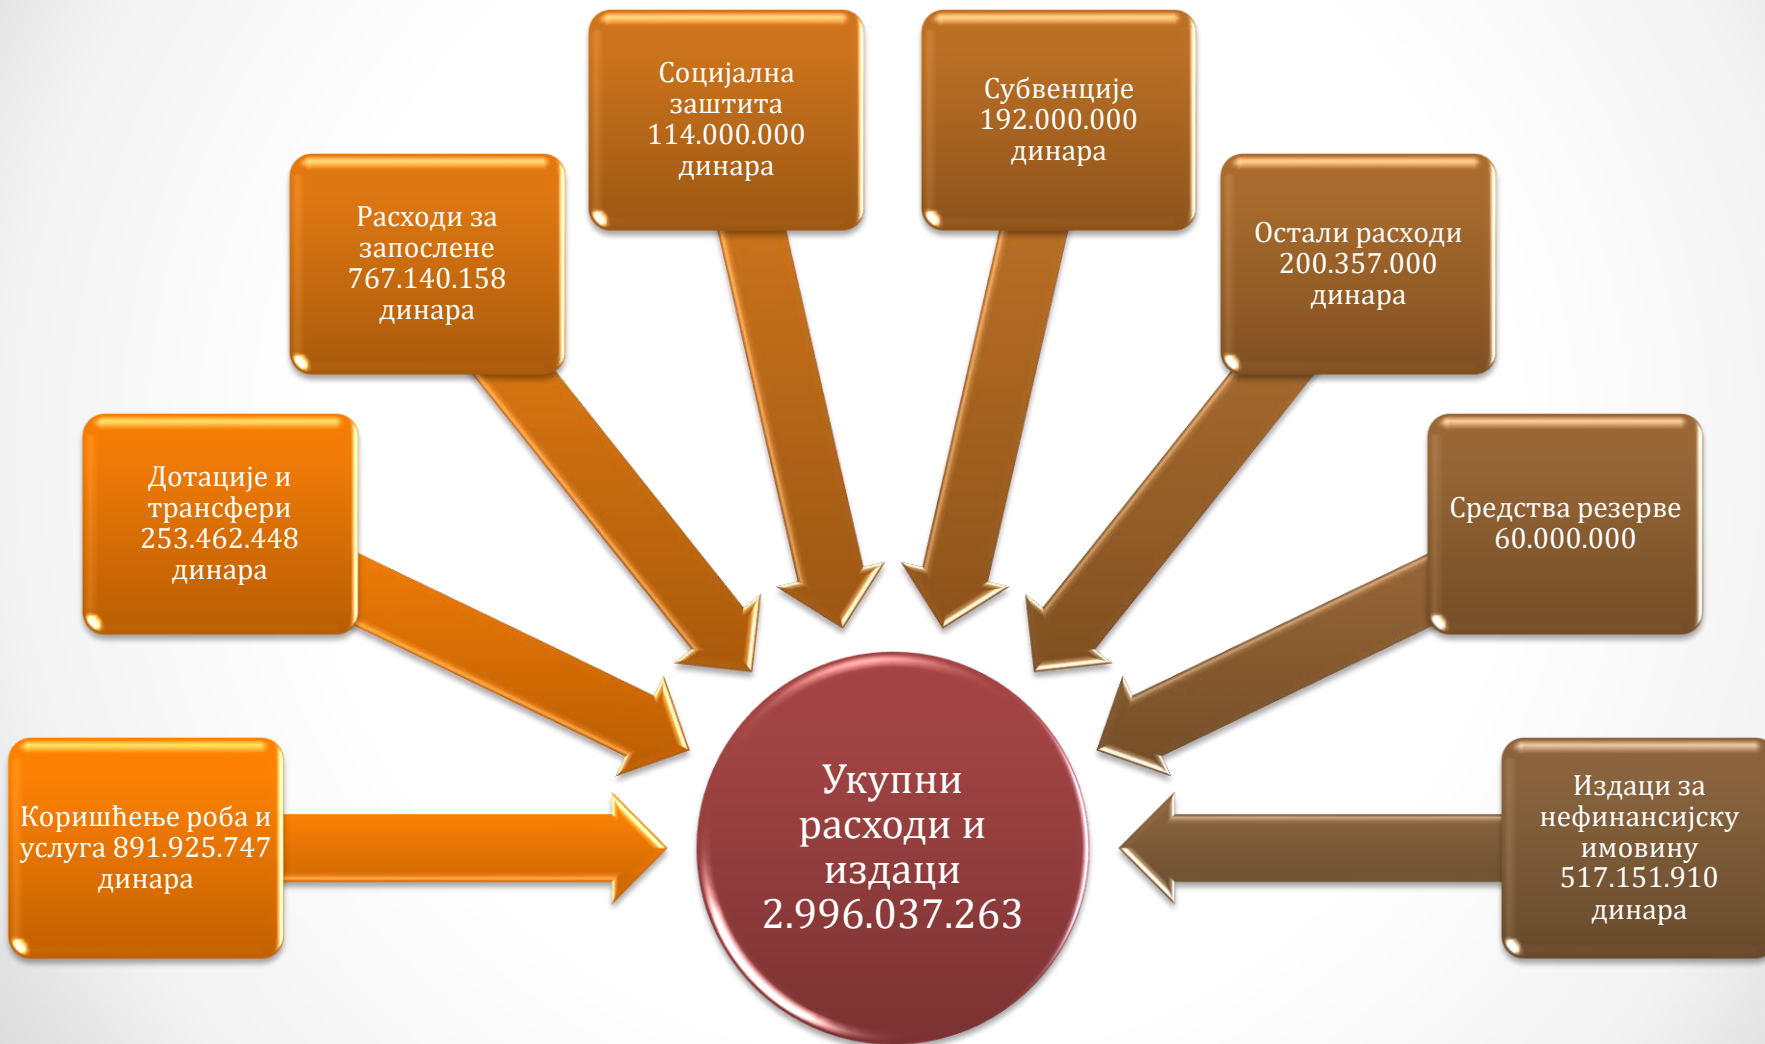 Социјална
заштита
114.000.000
динара
Субвенције
192.000.000
динара
Расходи за
запослене
767.140.158
динара
Остали расходи
200.357.000
динара
Дотације и
трансфери
253.462.448
динара
Средства резерве
60.000.000
Коришћење роба и
услуга 891.925.747
динара
Укупни
расходи и
издаци
2.996.037.263
Издаци за
нефинансијску
имовину
517.151.910
динара